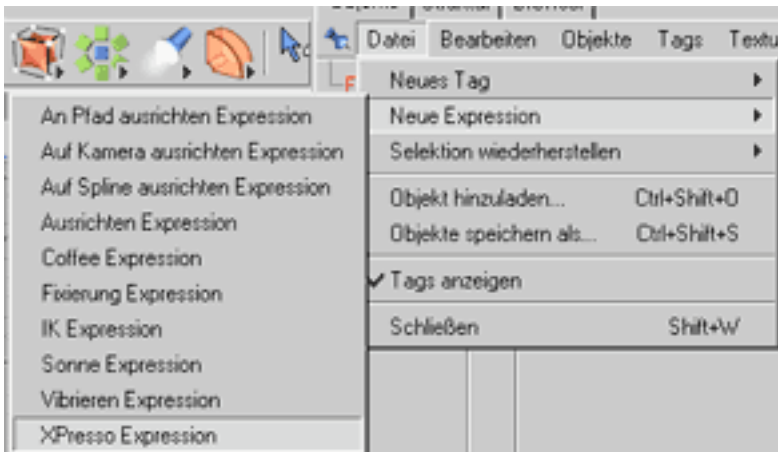 Datei Bearbeiten Objekte Tags Textu
Neues Tag
Neue Expression
Selektion wiederherstellen
Objekt hinzuladen... Ctrl+Shift+O
Objekte speichern als... Ctrl+Shift+S
Tags anzeigen
Schließen Shift+W
An Pfad ausrichten Expression
Auf Kamera ausrichten Expression
Auf Spline ausrichten Expression
Ausrichten Expression
Coffee Expression
Fixierung Expression
IK Expression
Sonne Expression
Vibrieren Expression
XPresso Expression